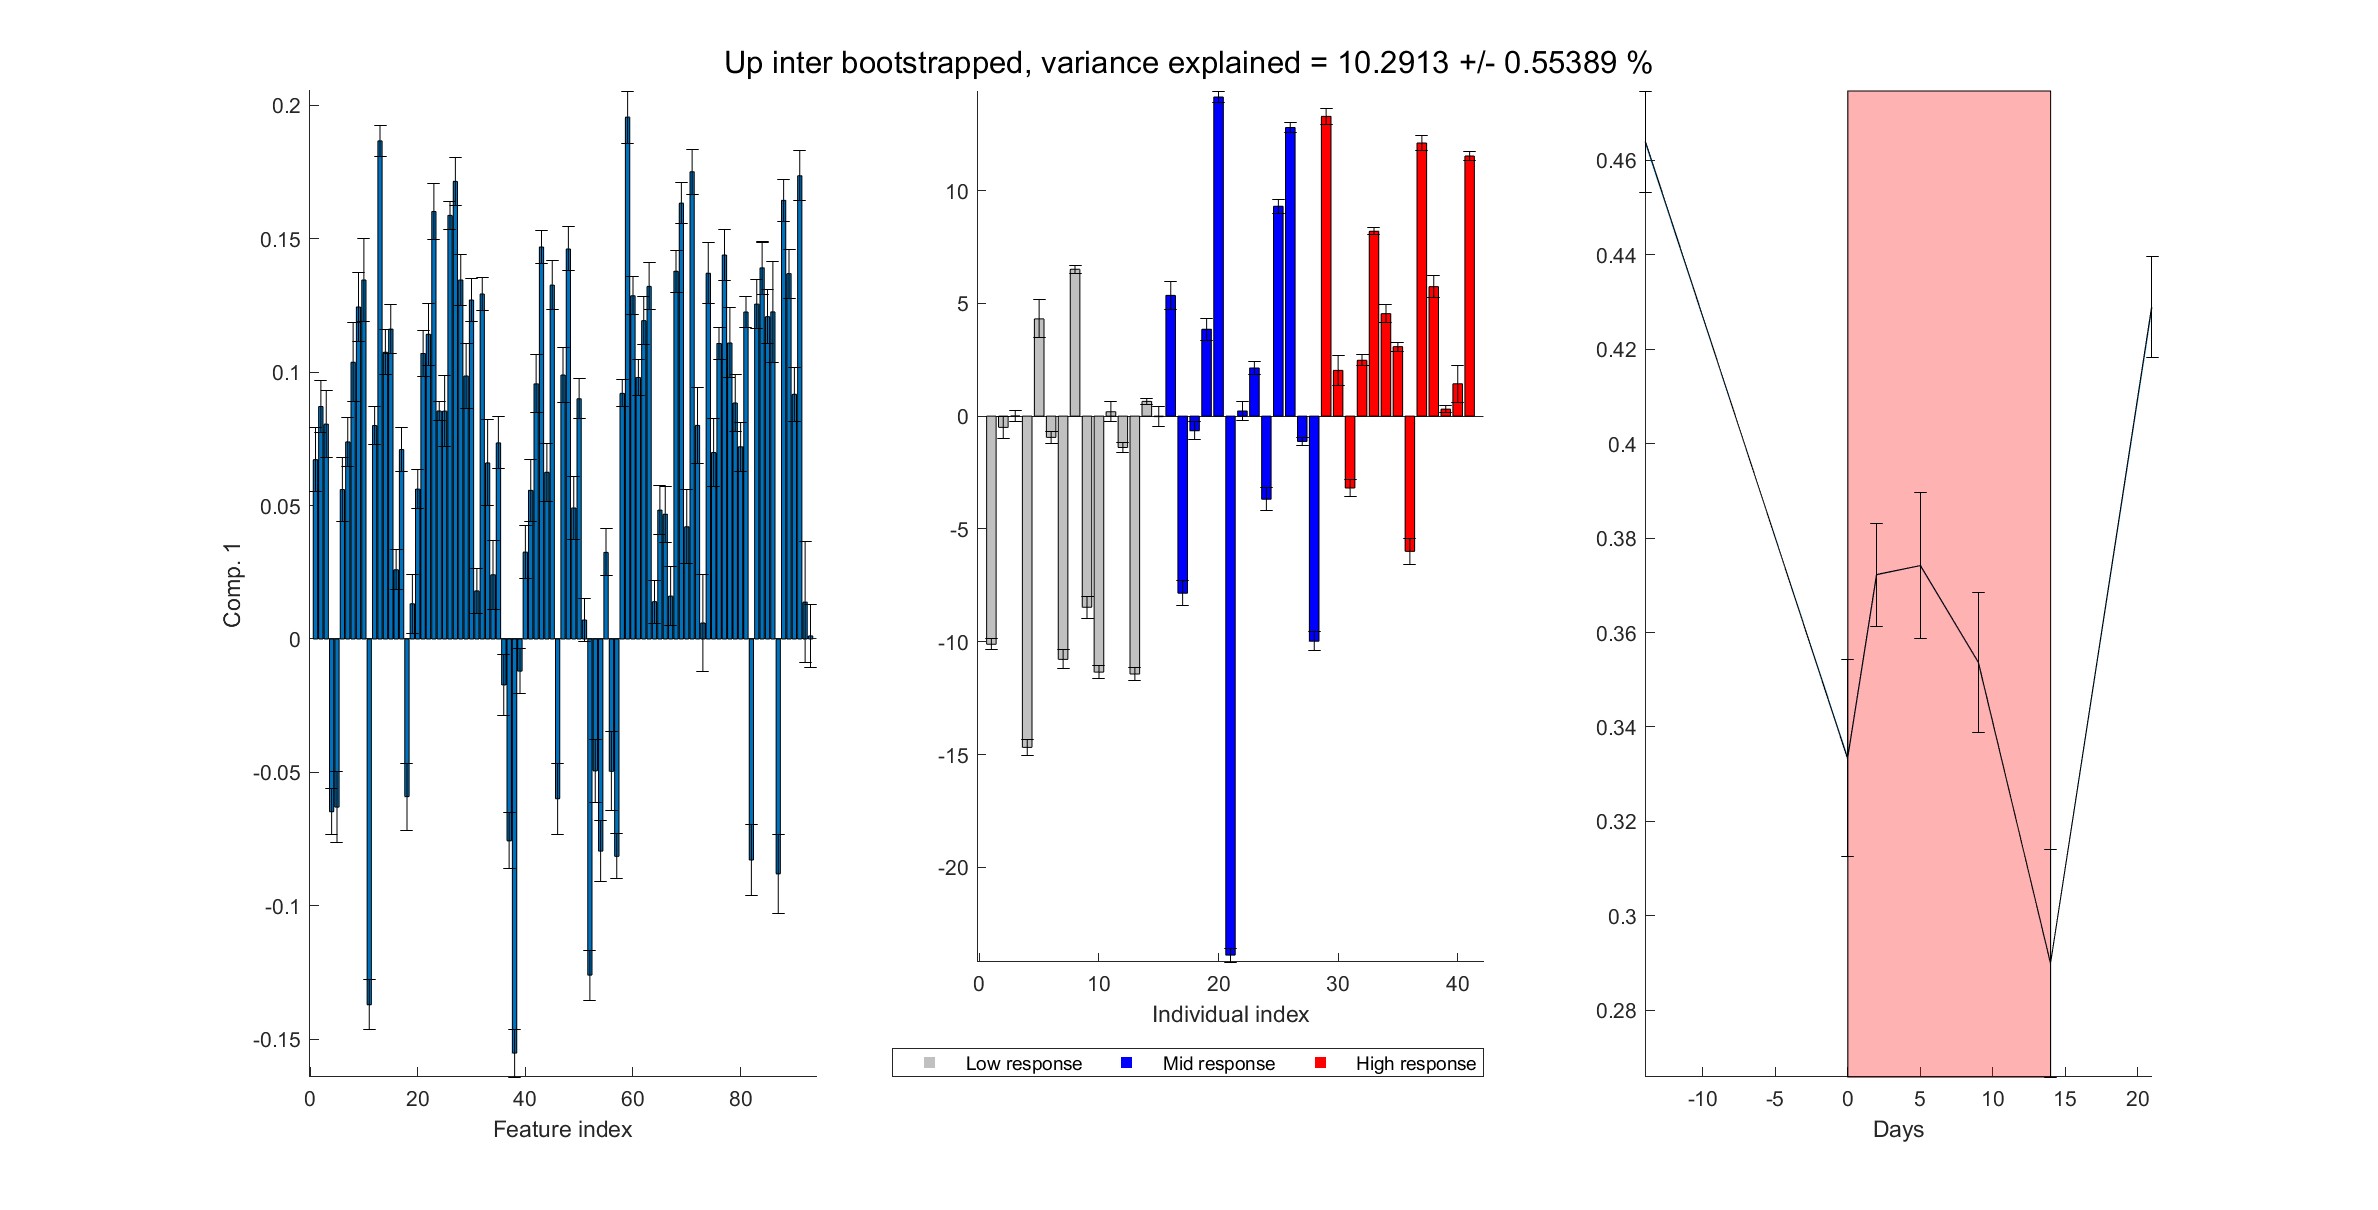 Up inter bootstrapped, variance explained = 10.2913 +/- 0.55389 %
Comp. 1
0.2
0.15
0.1
0.05
0
-0.05
-0.1
-0.15
0 20 40 60 80
Feature index
10
5
0
-5
-10
-15
-20
0 10 20 30 40
Individual index
Low response Mid response High response
0.46
0.44
0.42
0.4
0.38
0.36
0.34
0.32
0.3
0.28
-10 -5 0 5 10 15 20
Days